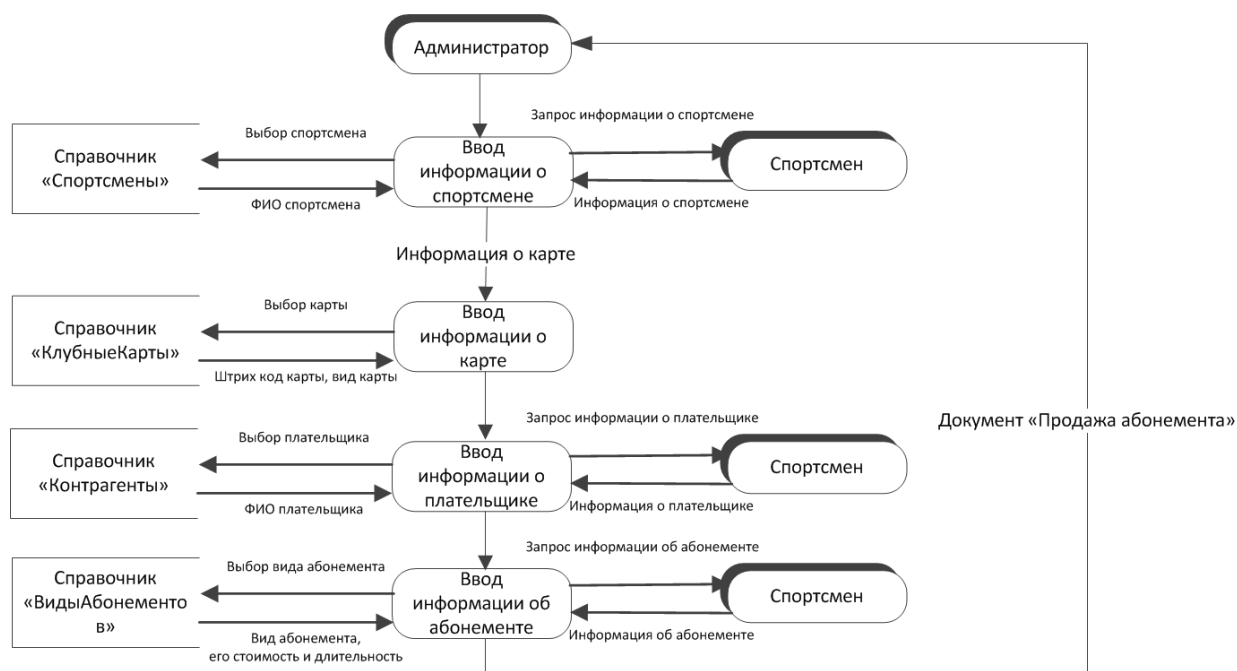 Администратор
Запрос информации о спортсмене
Выбор спортсмена
Справочник
«Спортсмены»
Ввод
информации о
спортсмене
Спортсмен
ФИО спортсмена
Информация о спортсмене
Информация о карте
Выбор карты
Справочник
«КлубныеКарты»
Ввод
информации о
карте
Штрих код карты, вид карты
Запрос информации о плательщике
Документ «Продажа абонемента»
Выбор плательщика
Справочник
«Контрагенты»
Ввод
информации о
плательщике
Спортсмен
ФИО плательщика
Информация о плательщике
Запрос информации об абонементе
Выбор вида абонемента
Справочник
«ВидыАбонементо
в»
Ввод
информации об
абонементе
Спортсмен
Вид абонемента,
его стоимость и длительность
Информация об абонементе